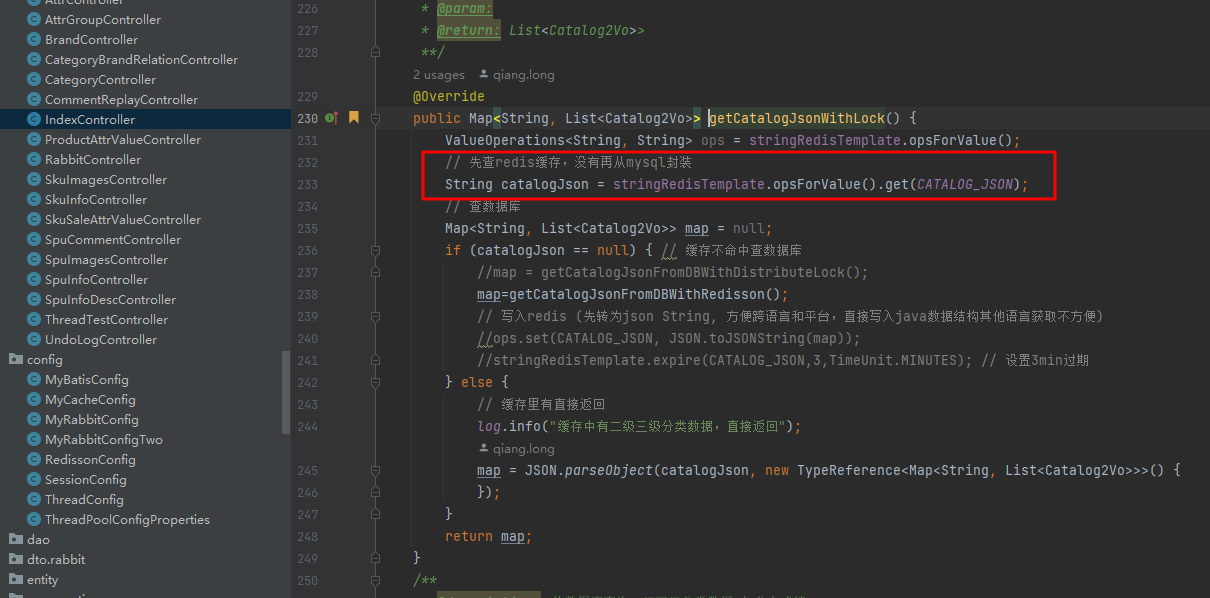 AttrController
AttrGroupController
BrandController
CategoryBrandRelationController
CategoryController
CommentReplayController
IndexController
ProductAttrValueController
RabbitController
SkuImagesController
SkuInfoController
SkuSaleAttrValueController
SpuCommentController
SpuImagesController
SpuInfoController
SpuInfoDescController
ThreadTestController
UndoLogController
config
MyBatisConfig
MyCacheConfig
MyRabbitConfig
MyRabbitConfigTwo
RedissonConfig
SessionConfig
ThreadConfig
ThreadPoolConfigProperties
dao
dto.rabbit
entity
226 * @param:
227 * @return: List<Catalog2Vo>>
228 **/
2 usages qiang.long
229 @Override
230 public Map<String, List<Catalog2Vo>> getCatalogJsonWithLock() {
231 ValueOperations<String, String> ops = stringRedisTemplate.opsForValue();
232 // 先查redis缓存，没有再从mysql封装
233 String catalogJson = stringRedisTemplate.opsForValue().get(CATALOG_JSON);
234 // 查数据库
235 Map<String, List<Catalog2Vo>> map = null;
236 if (catalogJson == null) { // 缓存不命中查数据库
237 //map = getCatalogJsonFromDBWithDistributeLock();
238 map=getCatalogJsonFromDBWithRedisson();
239 // 写入redis (先转为json String, 方便跨语言和平台，直接写入java数据结构其他语言获取不方便)
240 //ops.set(CATALOG_JSON, JSON.toJSONString(map));
241 //stringRedisTemplate.expire(CATALOG_JSON,3,TimeUnit.MINUTES); // 设置3min过期
242 } else {
243 // 缓存里有直接返回
244 log.info("缓存中有二级三级分类数据，直接返回");
qiang.long
245 map = JSON.parseObject(catalogJson, new TypeReference<Map<String, List<Catalog2Vo>>>() {
246 });
247 }
248 return map;
249 }
250 /**